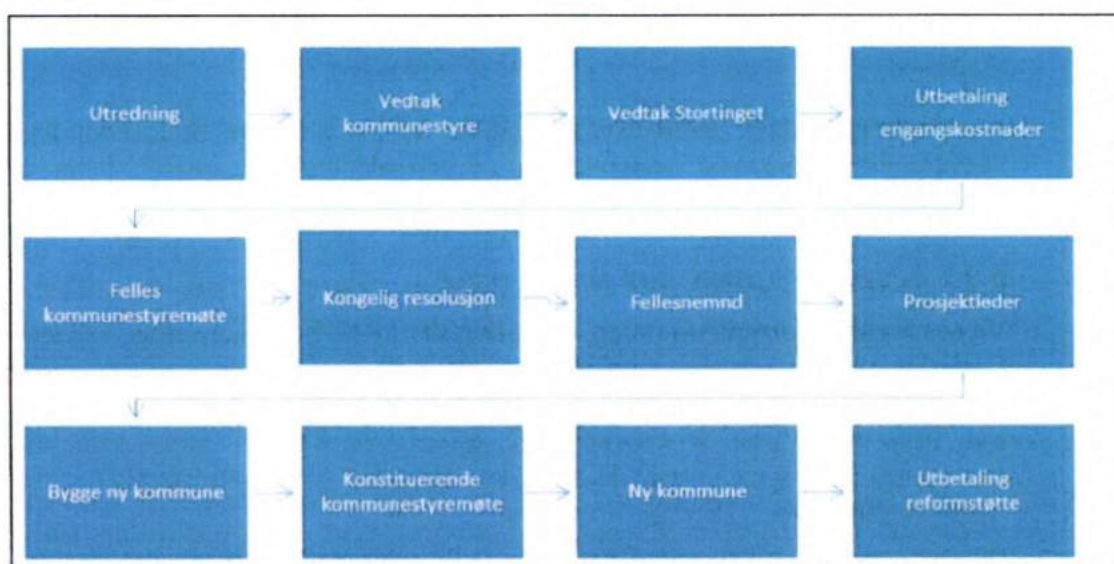 Utredning
Vedtak
kommunestyre
Vedtak Stortinget
Utbetaling
engangskostnader
Felles
kommunestyremøte
Kongelig resolusjon
Fellesnemnd
Prosjektleder
Bygge ny kommune
Konstituerende
kommunestyremøte
Ny kommune
Utbetaling
reformstøtte